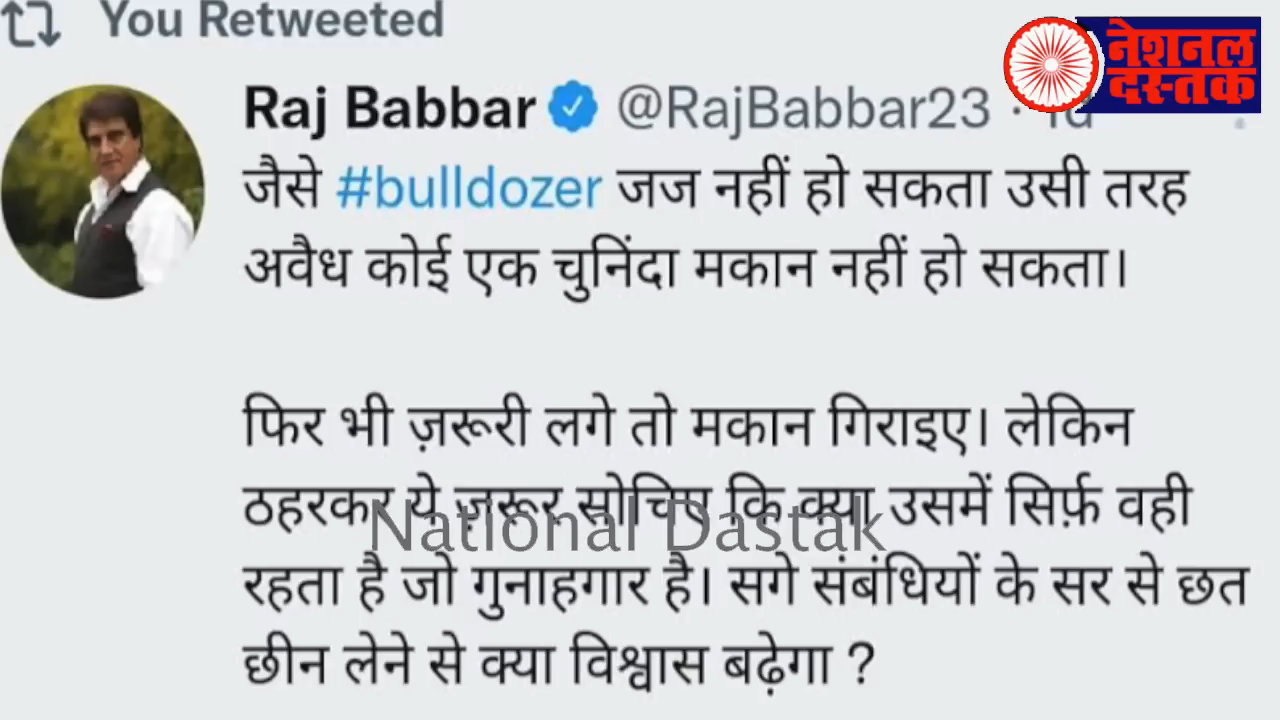 You Retweeted
नेशनल
दस्तक
Raj Babbar @RajBabbar23 · 1d
जैसे #bulldozer जज नहीं हो सकता उसी तरह
अवैध कोई एक चुनिंदा मकान नहीं हो सकता।
फिर भी ज़रूरी लगे तो मकान गिराइए। लेकिन
ठहरकर ये ज़रूर सोचिए कि क्या उसमें सिर्फ़ वही
National Dastak
रहता है जो गुनाहगार है। सगे संबंधियों के सर से छत
छीन लेने से क्या विश्वास बढ़ेगा ?